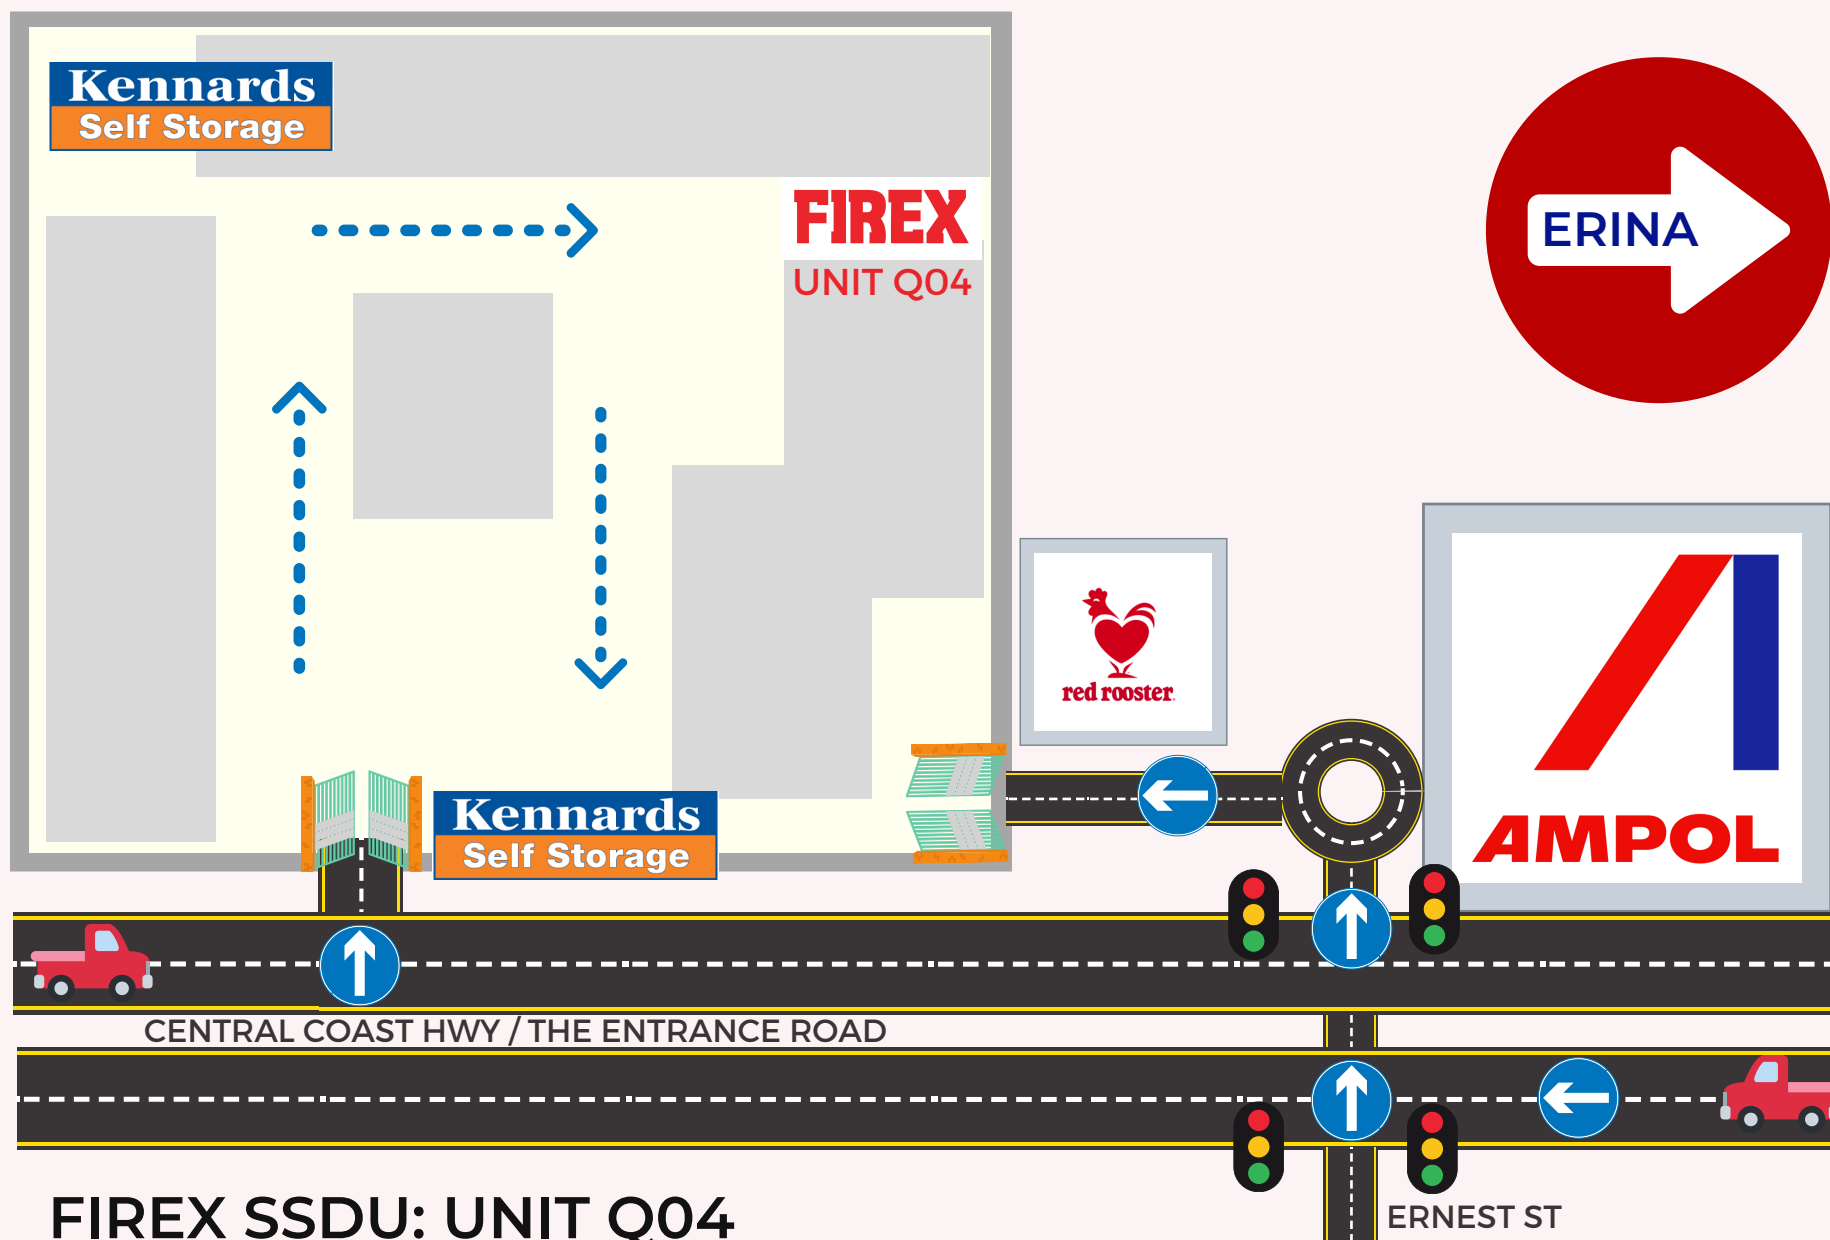 Kennards
Self Storage
FIREX
UNIT Q04
ERINA
red rooster
AMPOL
Kennards
Self Storage
CENTRAL COAST HWY / THE ENTRANCE ROAD
ERNEST ST
FIREX SSDU: UNIT Q04